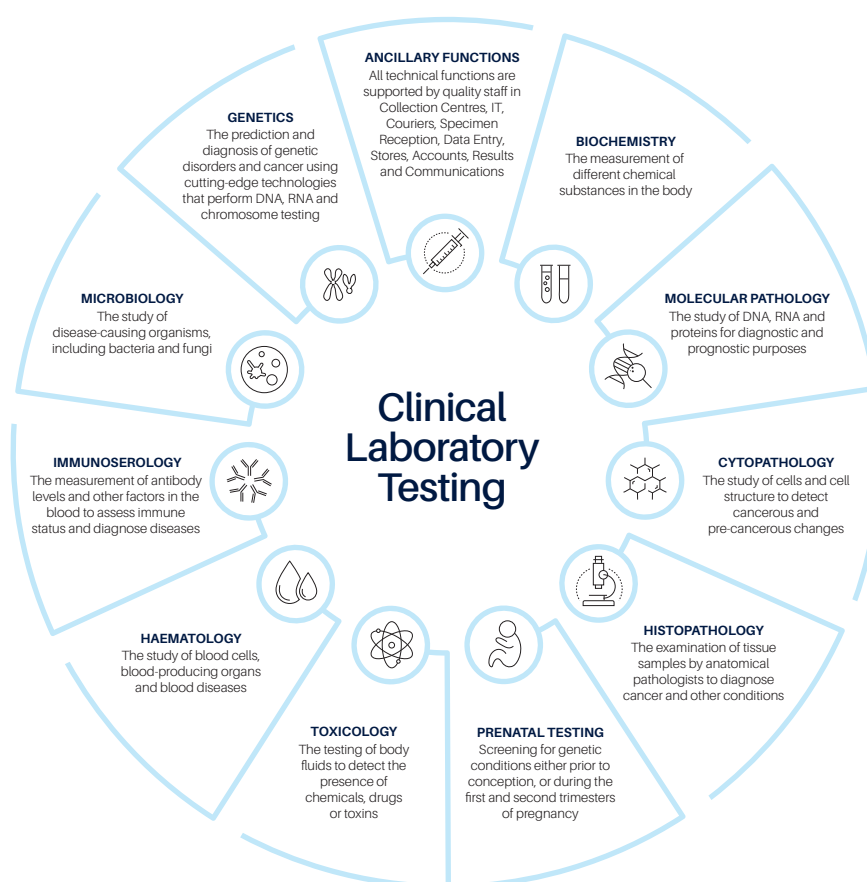 ANCILLARY FUNCTIONS
All technical functions are
supported by quality staff in
Collection Centres, IT,
Couriers, Specimen
Reception, Data Entry,
Stores, Accounts, Results
and Communications
BIOCHEMISTRY
The measurement of
different chemical
substances in the body
MOLECULAR PATHOLOGY
The study of DNA, RNA and
proteins for diagnostic and
prognostic purposes
CYTOPATHOLOGY
The study of cells and cell
structure to detect
cancerous and
pre-cancerous changes
HISTOPATHOLOGY
The examination of tissue
samples by anatomical
pathologists to diagnose
cancer and other conditions
PRENATAL TESTING
Screening for genetic
conditions either prior to
conception, or during the
first and second trimesters
of pregnancy
TOXICOLOGY
The testing of body
fluids to detect the
presence of
chemicals, drugs
or toxins
HAEMATOLOGY
The study of blood cells,
blood-producing organs
and blood diseases
IMMUNOSEROLOGY
The measurement of antibody
levels and other factors in the
blood to assess immune
status and diagnose diseases
MICROBIOLOGY
The study of
disease-causing organisms,
including bacteria and fungi
GENETICS
The prediction and
diagnosis of genetic
disorders and cancer using
cutting-edge technologies
that perform DNA, RNA and
chromosome testing
Clinical
Laboratory
Testing